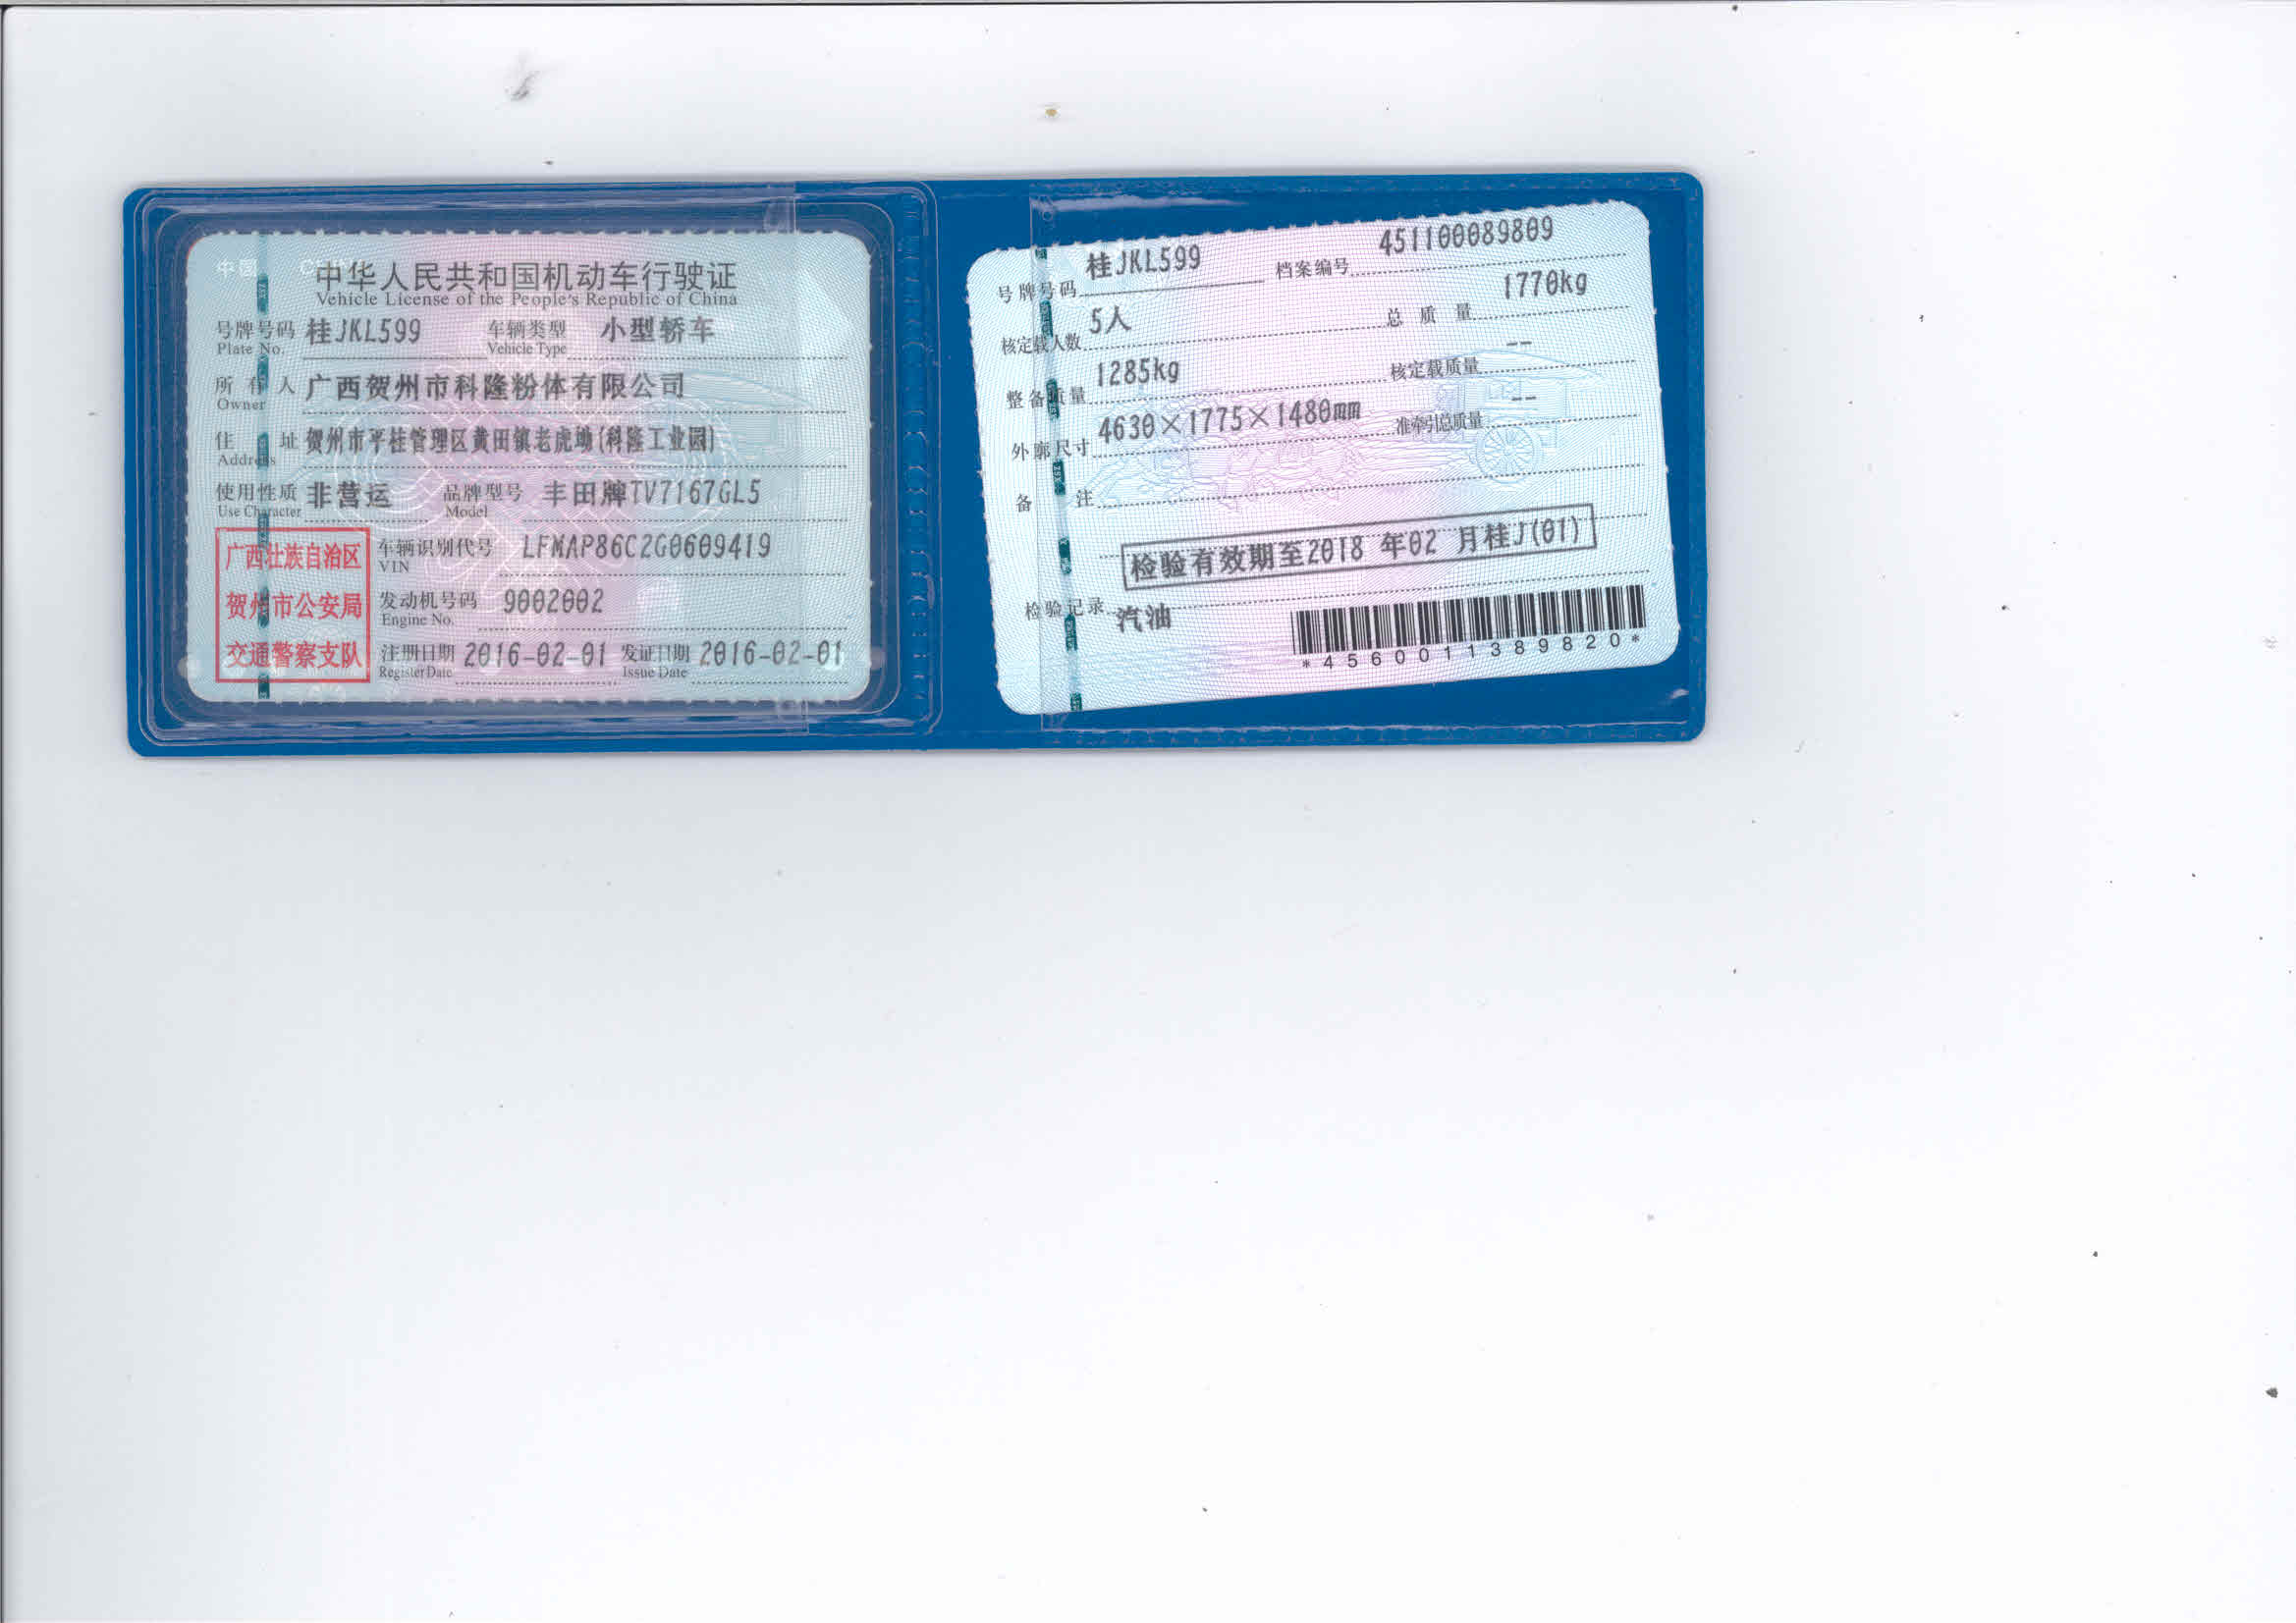 中国 CHINA
中华人民共和国机动车行驶证
Vehicle License of the People's Republic of China
号牌号码 桂JKL599 车辆类型 小型轿车
Plate No. Vehicle Type
所有人 广西贺州市科隆粉体有限公司
Owner
住址 贺州市平桂管理区黄田镇老虎坳(科隆工业园)
Address
使用性质 非营运 品牌型号 丰田牌TV7167GL5
Use Character Model
广西壮族自治区
贺州市公安局
交通警察支队
车辆识别代号 LFMAP86C2G0609419
VIN
发动机号码 9002602
Engine No.
注册日期 2016-02-01 发证日期 2016-02-01
Register Date Issue Date
号牌号码 桂JKL599 档案编号 451100089809
核定载人数 5人 总质量 1770kg
整备质量 1285kg 核定载质量 --
外廓尺寸 4630×1775×1480mm 准牵引总质量 --
备注
检验有效期至2018 年02 月桂J(01)
检验记录 汽油
*4560011389820*